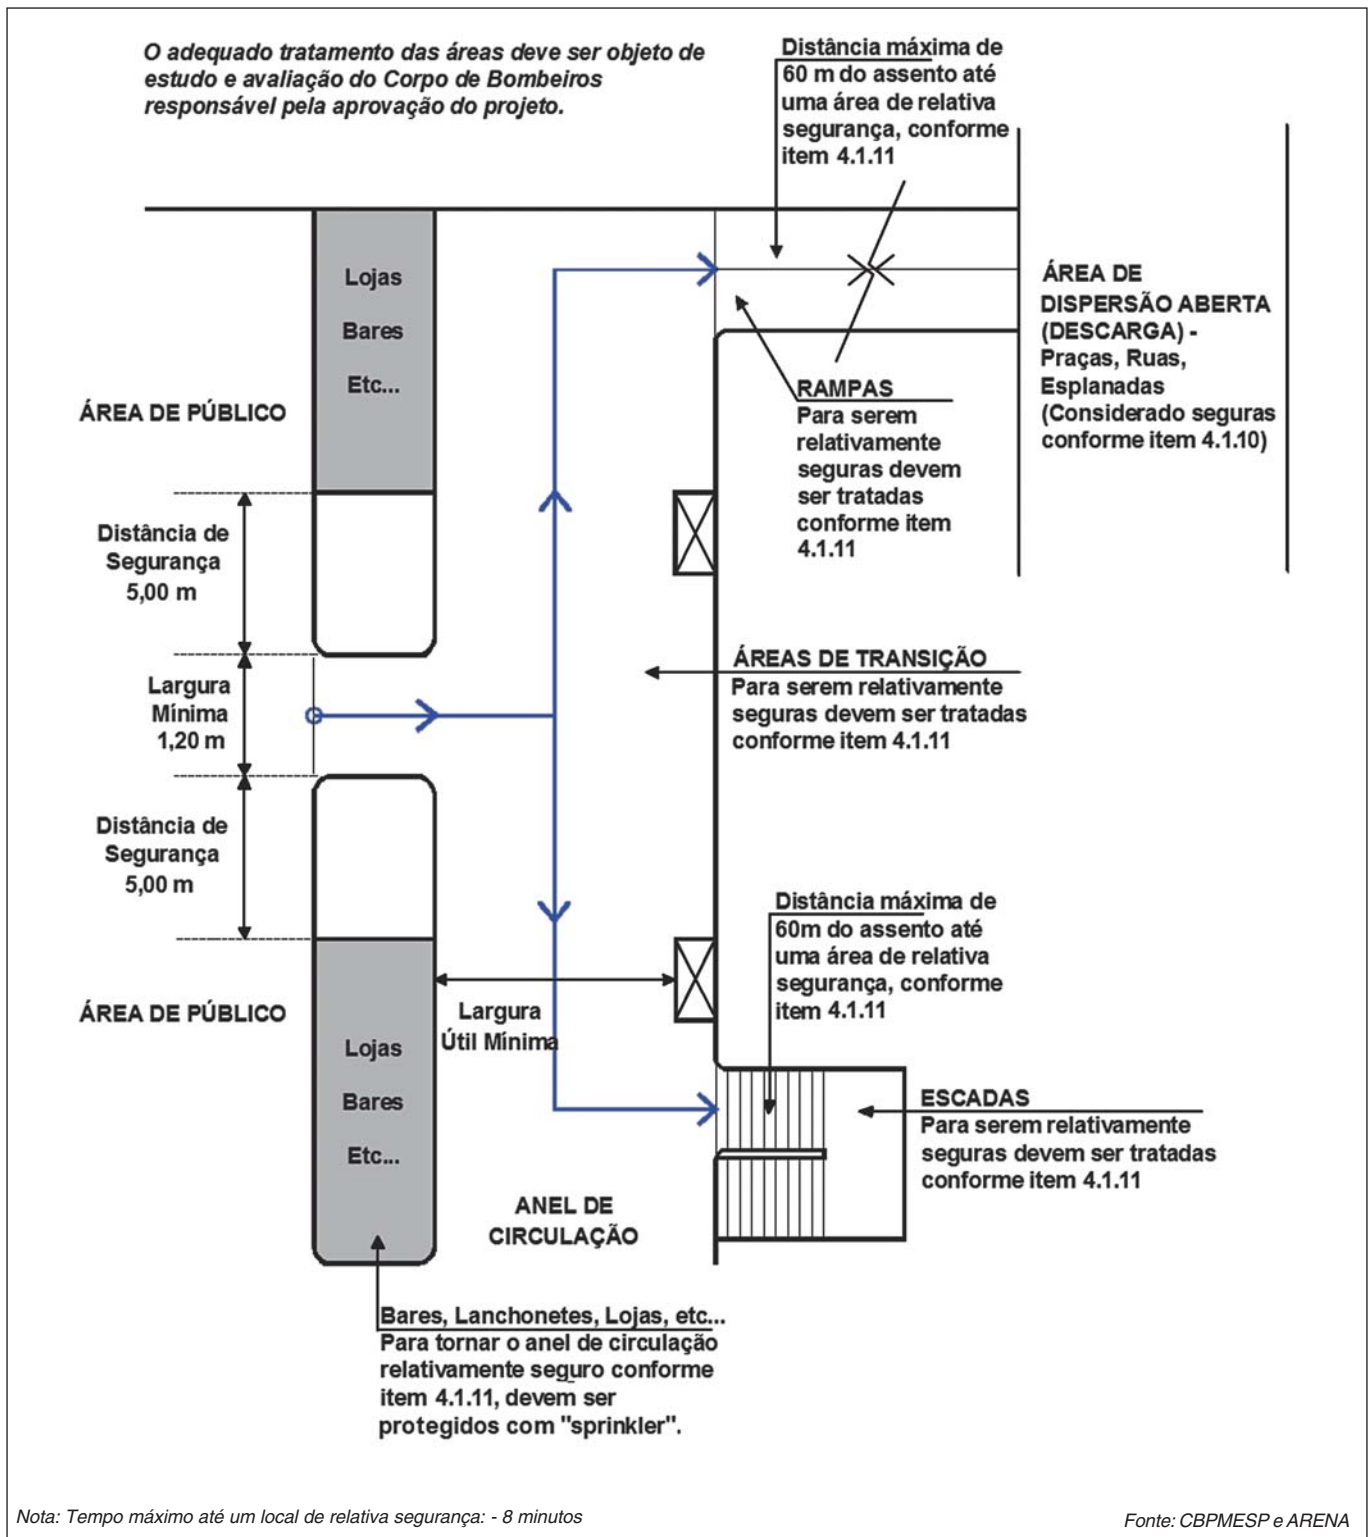 O adequado tratamento das áreas deve ser objeto de
estudo e avaliação do Corpo de Bombeiros
responsável pela aprovação do projeto.
Distância máxima de
60 m do assento até
uma área de relativa
segurança, conforme
item 4.1.11
Lojas
Bares
Etc...
ÁREA DE PÚBLICO
ÁREA DE
DISPERSÃO ABERTA
(DESCARGA) -
Praças, Ruas,
Esplanadas
(Considerado seguras
conforme item 4.1.10)
RAMPAS
Para serem
relativamente
seguras devem
ser tratadas
conforme item
4.1.11
Distância de
Segurança
5,00 m
Largura
Mínima
1,20 m
ÁREAS DE TRANSIÇÃO
Para serem relativamente
seguras devem ser tratadas
conforme item 4.1.11
Distância de
Segurança
5,00 m
Distância máxima de
60m do assento até
uma área de relativa
segurança, conforme
item 4.1.11
ÁREA DE PÚBLICO
Largura
Útil Mínima
Lojas
Bares
Etc...
ESCADAS
Para serem relativamente
seguras devem ser tratadas
conforme item 4.1.11
ANEL DE
CIRCULAÇÃO
Bares, Lanchonetes, Lojas, etc...
Para tornar o anel de circulação
relativamente seguro conforme
item 4.1.11, devem ser
protegidos com "sprinkler".
Nota: Tempo máximo até um local de relativa segurança: - 8 minutos
Fonte: CBPMESP e ARENA